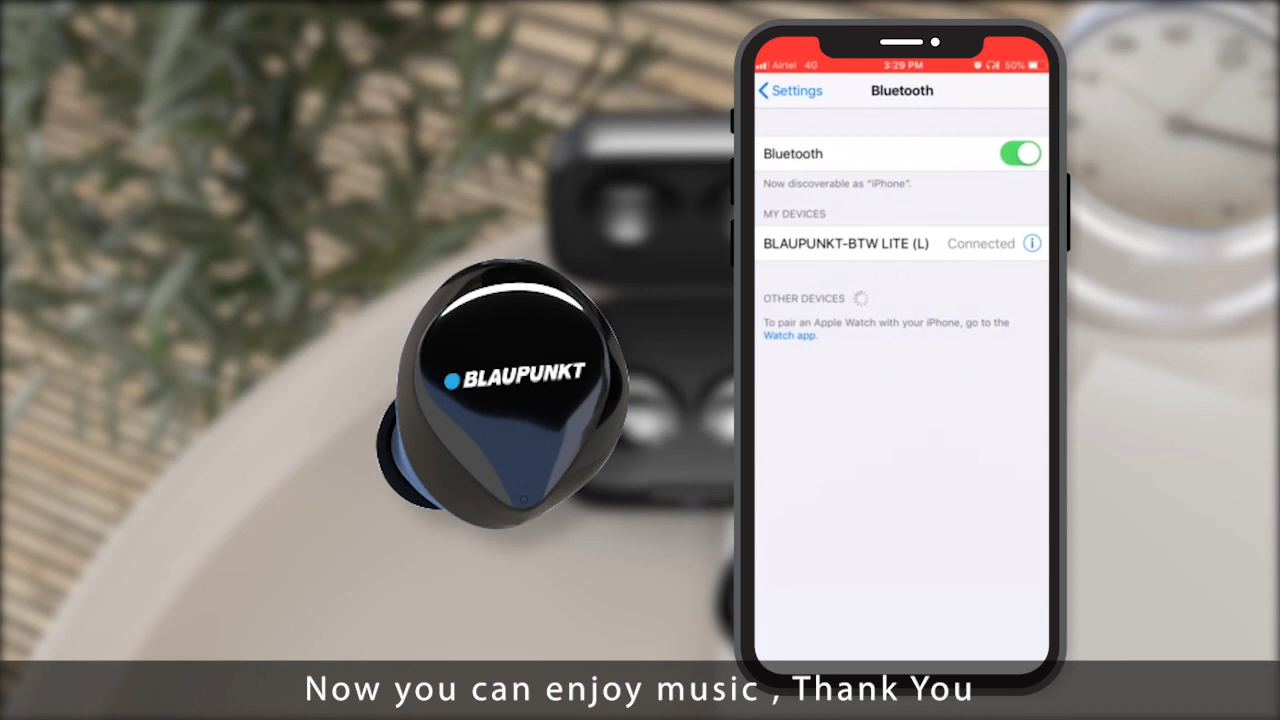 Airtel 4G 3:29 PM 50%
Settings Bluetooth
Bluetooth
Now discoverable as “iPhone”.
MY DEVICES
BLAUPUNKT-BTW LITE (L) Connected
OTHER DEVICES
To pair an Apple Watch with your iPhone, go to the
Watch app.
BLAUPUNKT
Now you can enjoy music , Thank You